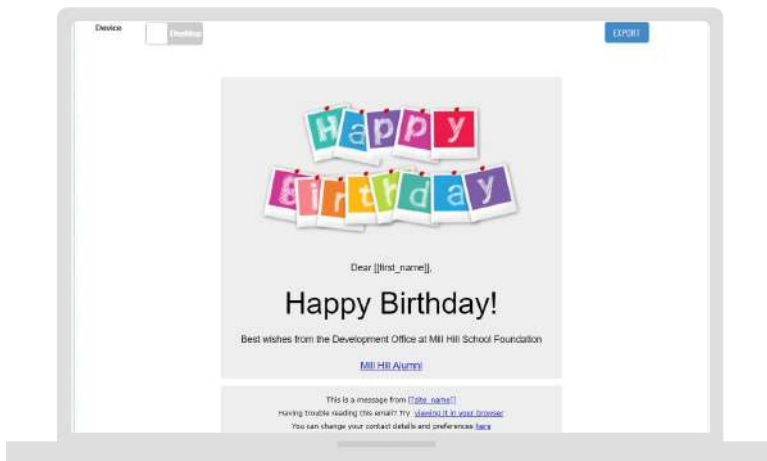 Device
Desktop
EXPORT
Happy
Birthday
Dear [[first_name]],
Happy Birthday!
Best wishes from the Development Office at Mill Hill School Foundation
Mill Hill Alumni
This is a message from [[site_name]]
Having trouble reading this email? Try viewing it in your browser
You can change your contact details and preferences here